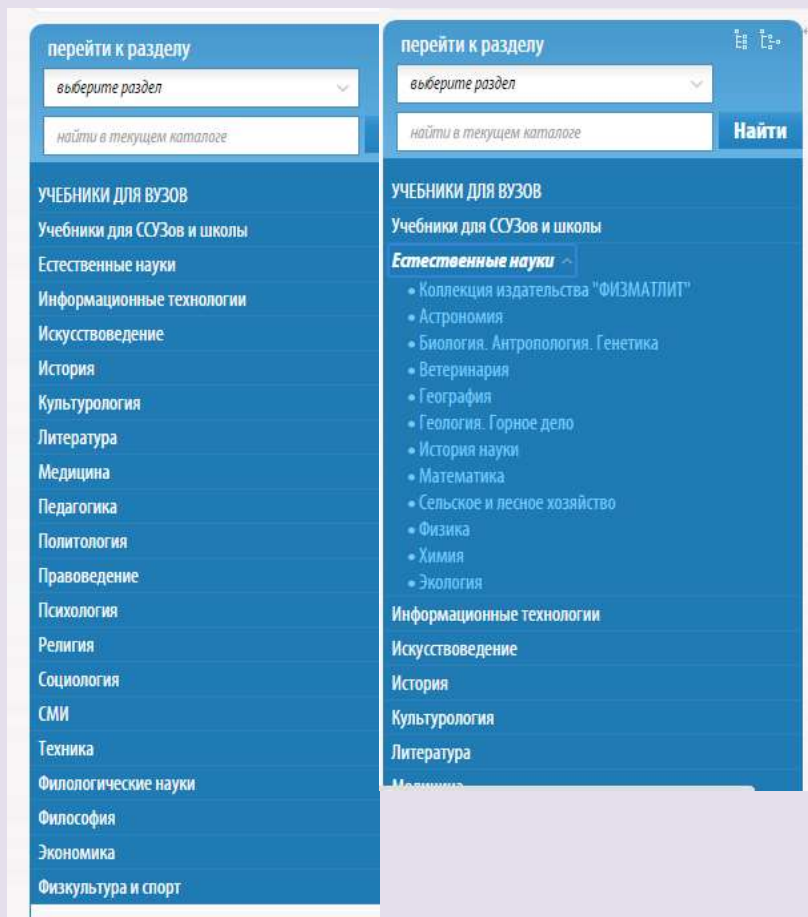 перейти к разделу
выберите раздел
найти в текущем каталоге
УЧЕБНИКИ ДЛЯ ВУЗОВ
Учебники для ССУЗов и школы
Естественные науки
Информационные технологии
Искусствоведение
История
Культурология
Литература
Медицина
Педагогика
Политология
Правоведение
Психология
Религия
Социология
СМИ
Техника
Филологические науки
Философия
Экономика
Физкультура и спорт
перейти к разделу
выберите раздел
найти в текущем каталоге
Найти
УЧЕБНИКИ ДЛЯ ВУЗОВ
Учебники для ССУЗов и школы
Естественные науки
• Коллекция издательства "ФИЗМАТЛИТ"
• Астрономия
• Биология. Антропология. Генетика
• Ветеринария
• География
• Геология. Горное дело
• История науки
• Математика
• Сельское и лесное хозяйство
• Физика
• Химия
• Экология
Информационные технологии
Искусствоведение
История
Культурология
Литература